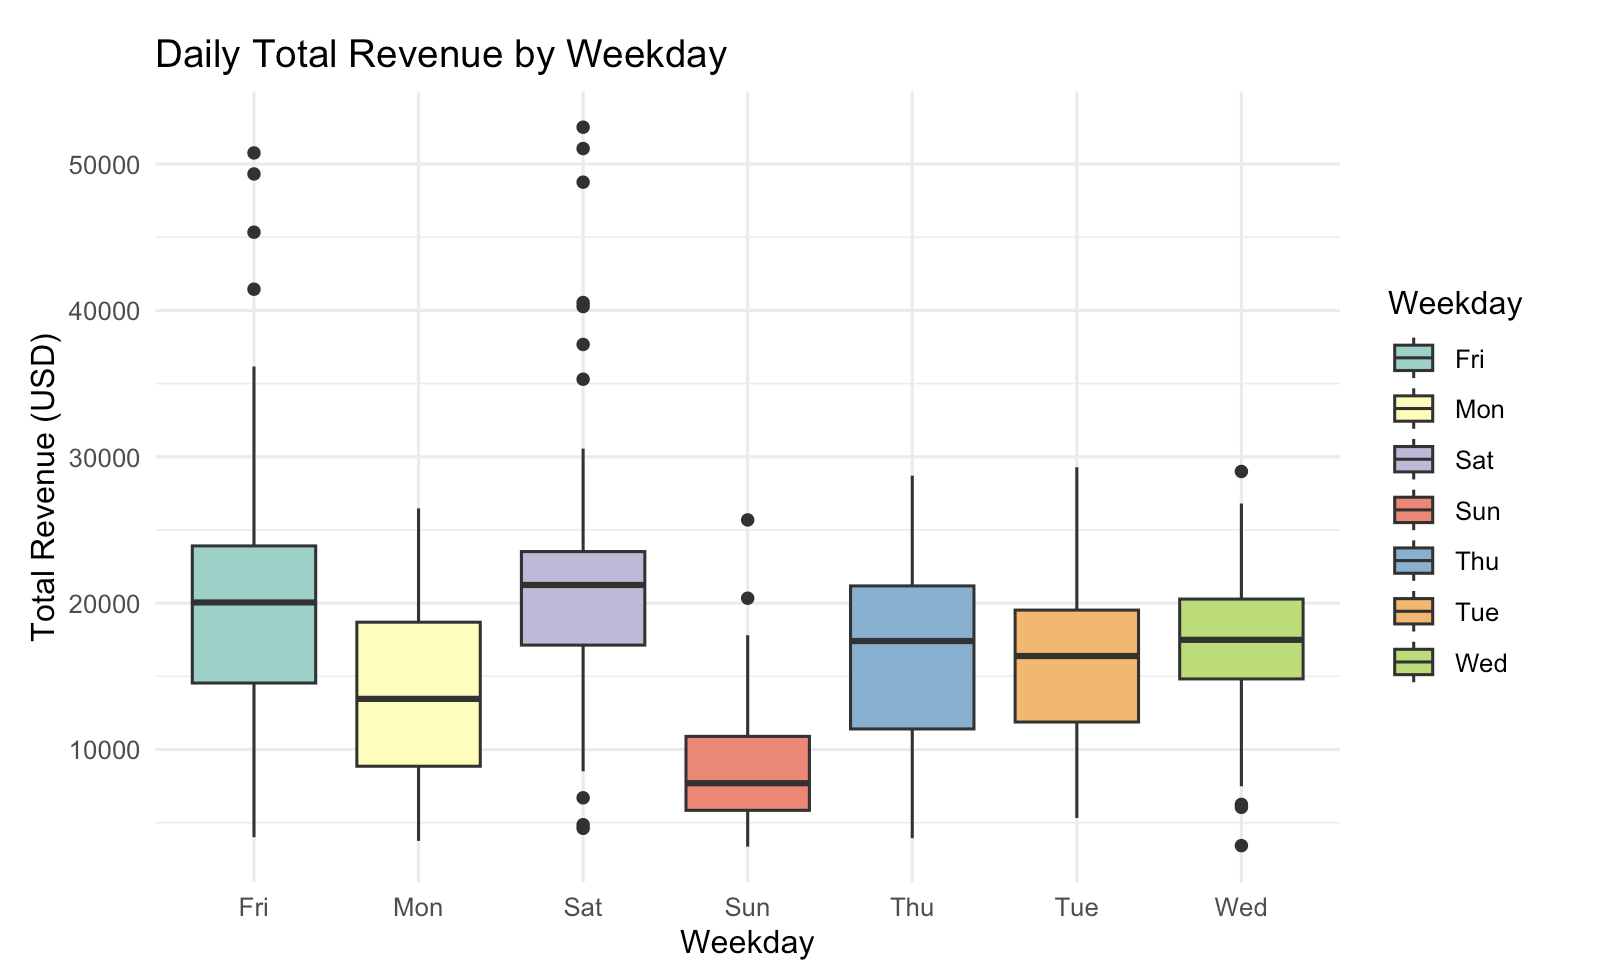 Daily Total Revenue by Weekday
Total Revenue (USD)
50000
40000
30000
20000
10000
Fri
Mon
Sat
Sun
Thu
Tue
Wed
Weekday
Weekday
Fri
Mon
Sat
Sun
Thu
Tue
Wed